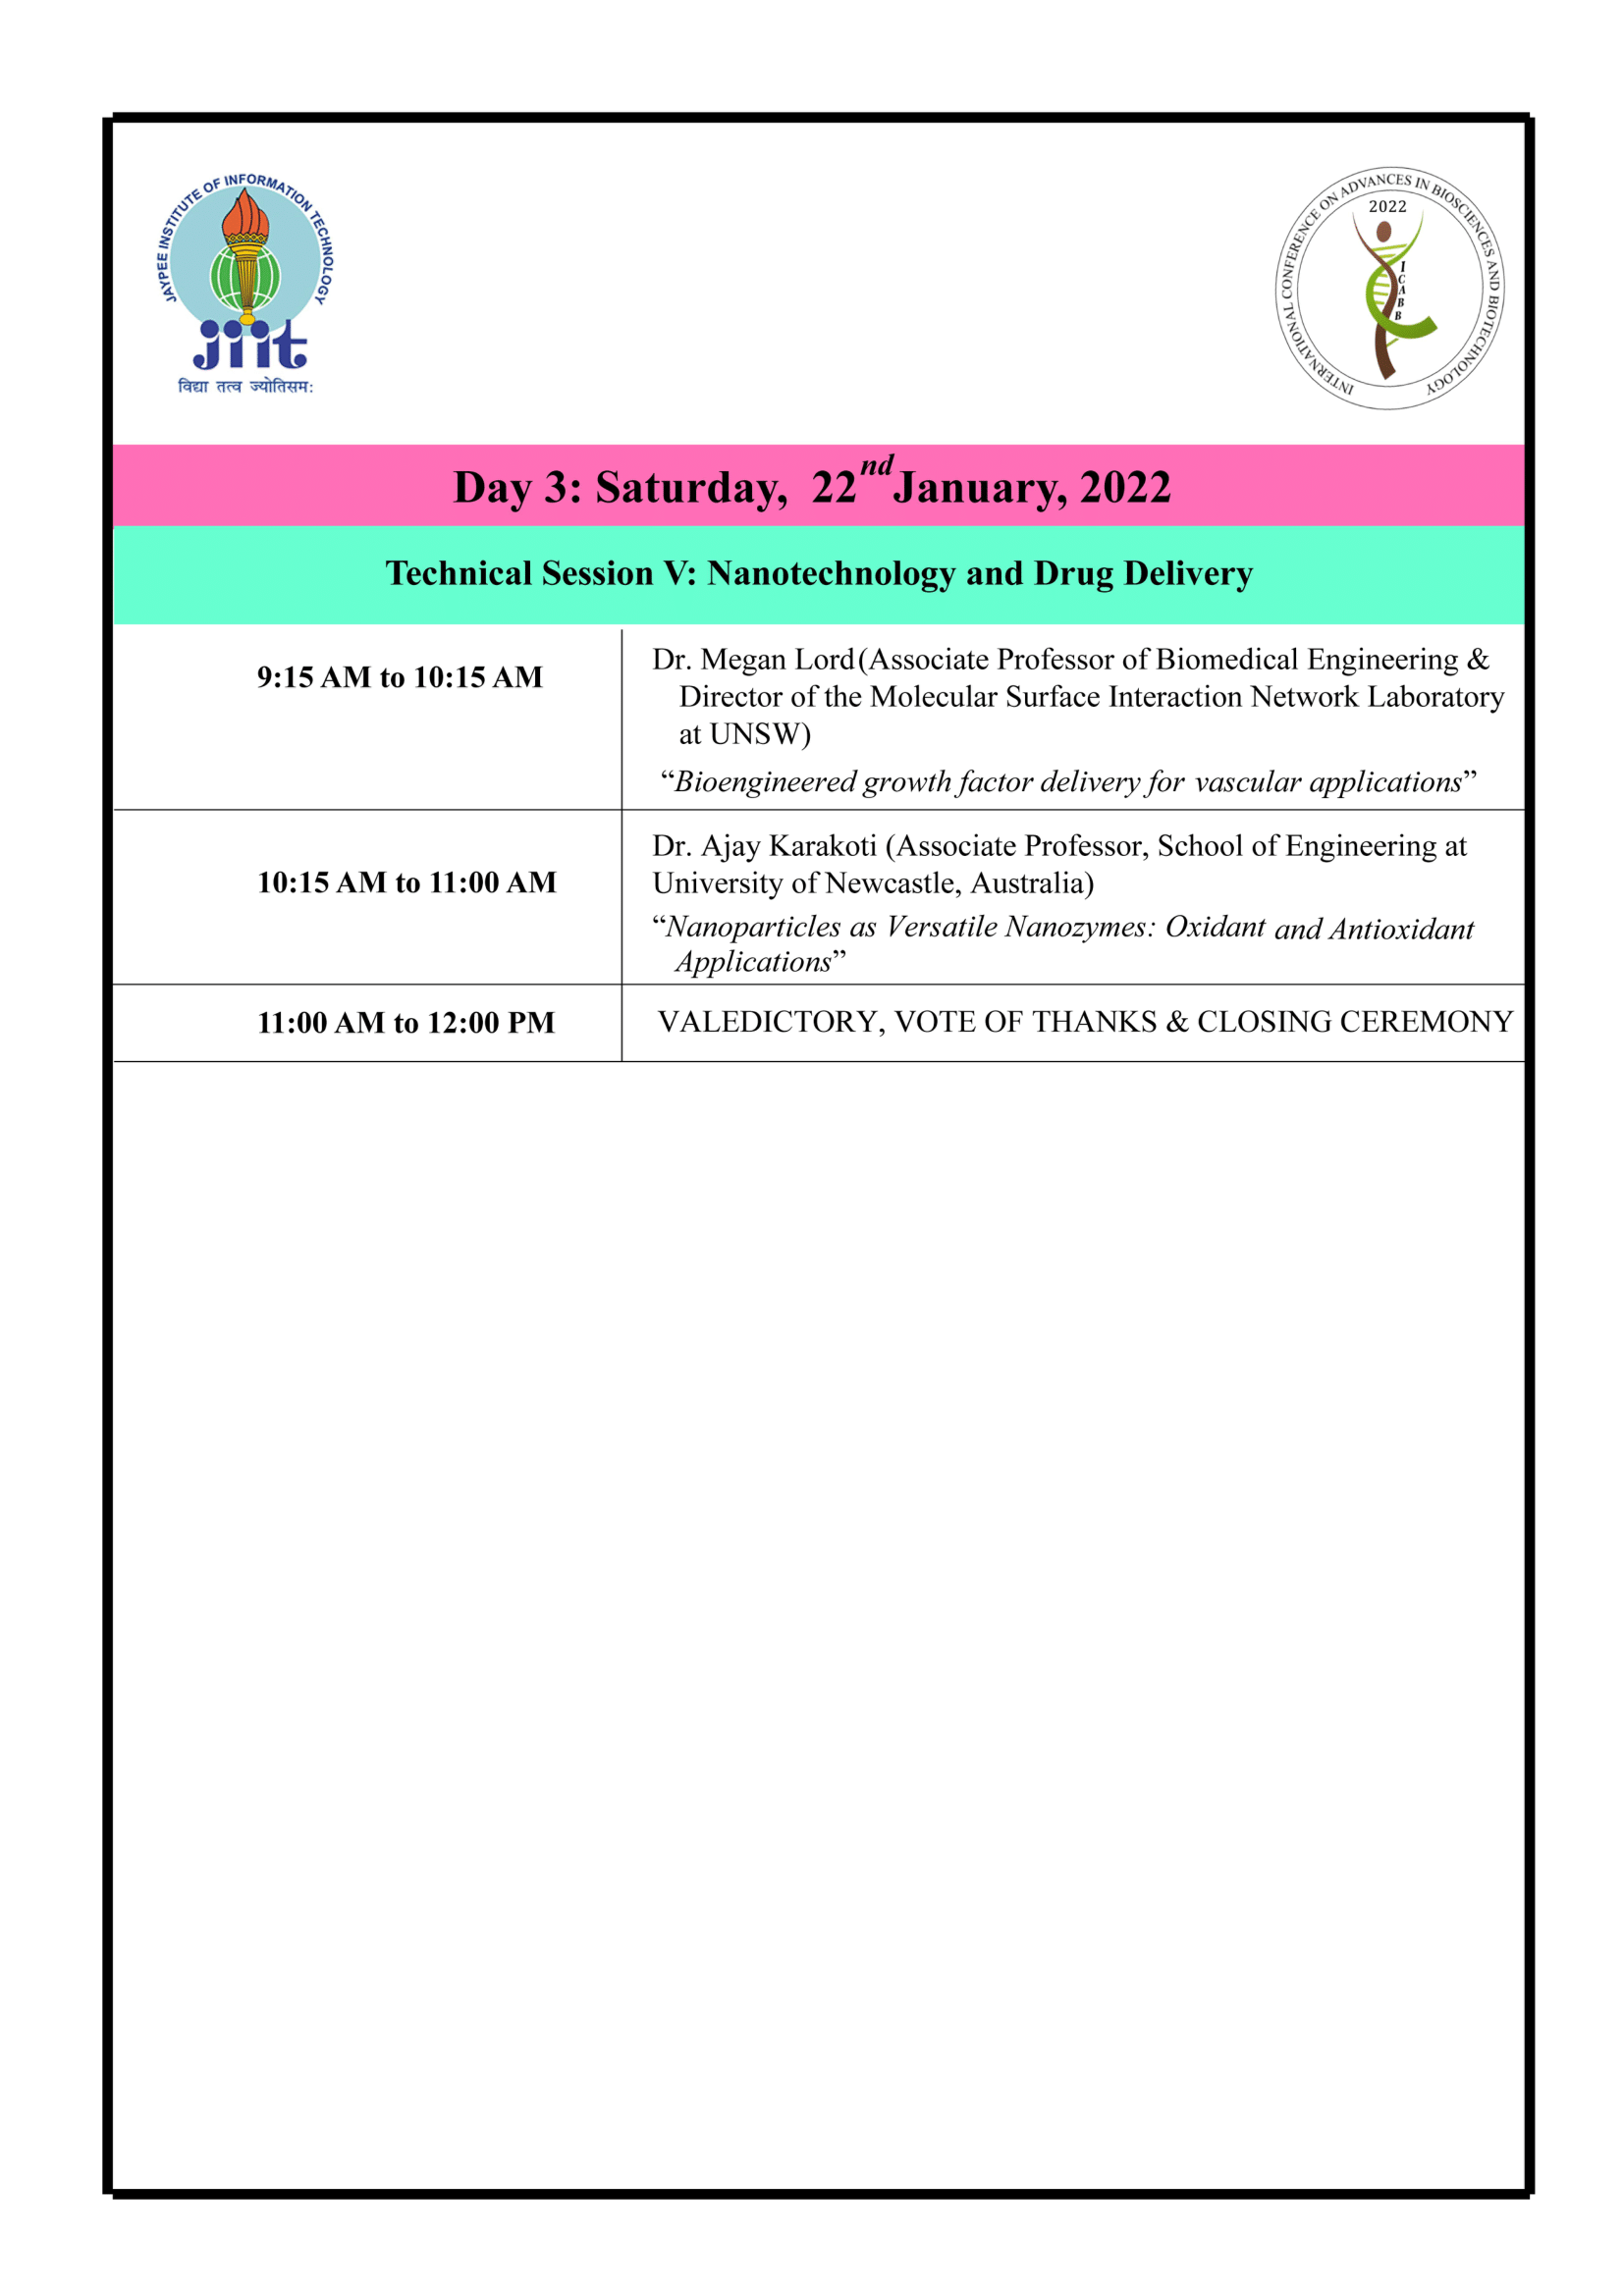 JAYPEE INSTITUTE OF INFORMATION TECHNOLOGY
jiit
विद्या तत्व ज्योतिसमः
INTERNATIONAL CONFERENCE ON ADVANCES IN BIOSCIENCES AND BIOTECHNOLOGY
2022
ICABB
Day 3: Saturday, 22nd January, 2022
Technical Session V: Nanotechnology and Drug Delivery
9:15 AM to 10:15 AM
Dr. Megan Lord(Associate Professor of Biomedical Engineering &
Director of the Molecular Surface Interaction Network Laboratory
at UNSW)
“Bioengineered growth factor delivery for vascular applications”
10:15 AM to 11:00 AM
Dr. Ajay Karakoti (Associate Professor, School of Engineering at
University of Newcastle, Australia)
“Nanoparticles as Versatile Nanozymes: Oxidant and Antioxidant
Applications”
11:00 AM to 12:00 PM
VALEDICTORY, VOTE OF THANKS & CLOSING CEREMONY